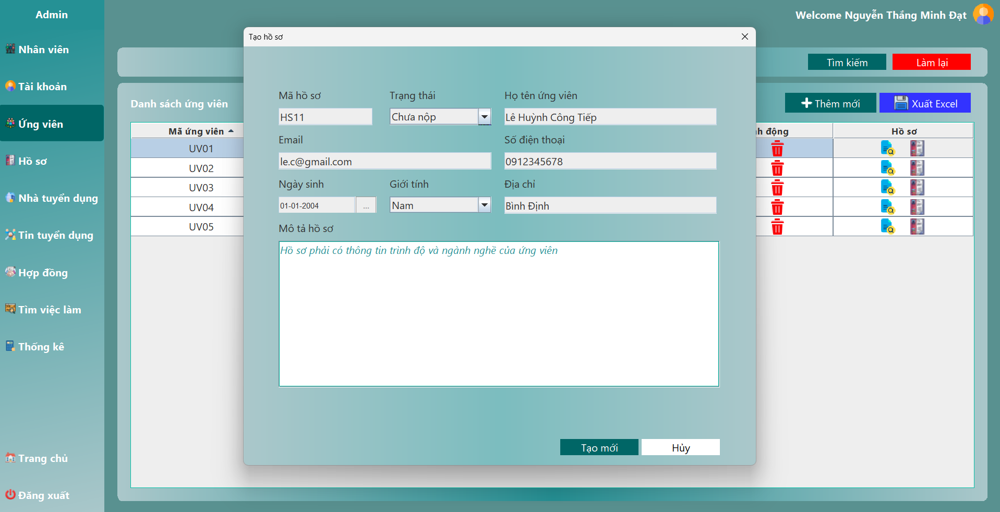 Admin
Welcome Nguyễn Thắng Minh Đạt
Nhân viên
Tài khoản
Ứng viên
Hồ sơ
Nhà tuyển dụng
Tin tuyển dụng
Hợp đồng
Tìm việc làm
Thống kê
Trang chủ
Đăng xuất
Tìm kiếm
Làm lại
Danh sách ứng viên
Thêm mới
Xuất Excel
Mã ứng viên
h động
Hồ sơ
UV01
UV02
UV03
UV04
UV05
Tạo hồ sơ
Mã hồ sơ
Trạng thái
Họ tên ứng viên
HS11
Chưa nộp
Lê Huỳnh Công Tiếp
Email
Số điện thoại
le.c@gmail.com
0912345678
Ngày sinh
Giới tính
Địa chỉ
01-01-2004
...
Nam
Bình Định
Mô tả hồ sơ
Hồ sơ phải có thông tin trình độ và ngành nghề của ứng viên
Tạo mới
Hủy